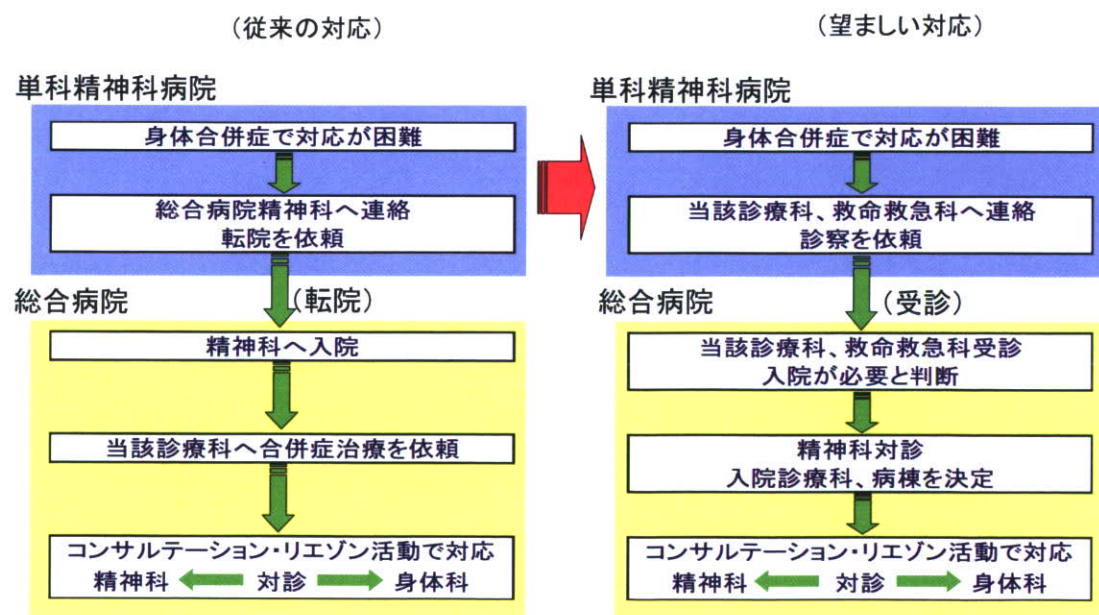 (従来の対応)
単科精神科病院
身体合併症で対応が困難
総合病院精神科へ連絡
転院を依頼
総合病院
(転院)
精神科へ入院
当該診療科へ合併症治療を依頼
コンサルテーション・リエゾン活動で対応
精神科 対診 身体科
(望ましい対応)
単科精神科病院
身体合併症で対応が困難
当該診療科、救命救急科へ連絡
診察を依頼
総合病院
(受診)
当該診療科、救命救急科受診
入院が必要と判断
精神科対診
入院診療科、病棟を決定
コンサルテーション・リエゾン活動で対応
精神科 対診 身体科